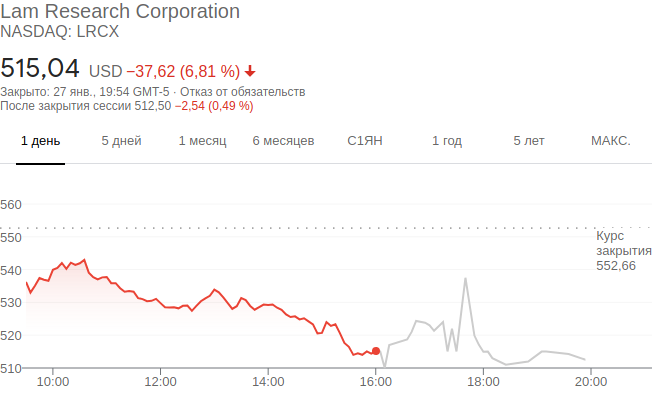 Lam Research Corporation
NASDAQ: LRCX
515,04 USD −37,62 (6,81 %)
Закрыто: 27 янв., 19:54 GMT-5 · Отказ от обязательств
После закрытия сессии 512,50 −2,54 (0,49 %)
1 день 5 дней 1 месяц 6 месяцев С1ЯН 1 год 5 лет МАКС.
560
550
540
530
520
510
Курс
закрытия
552,66
10:00 12:00 14:00 16:00 18:00 20:00